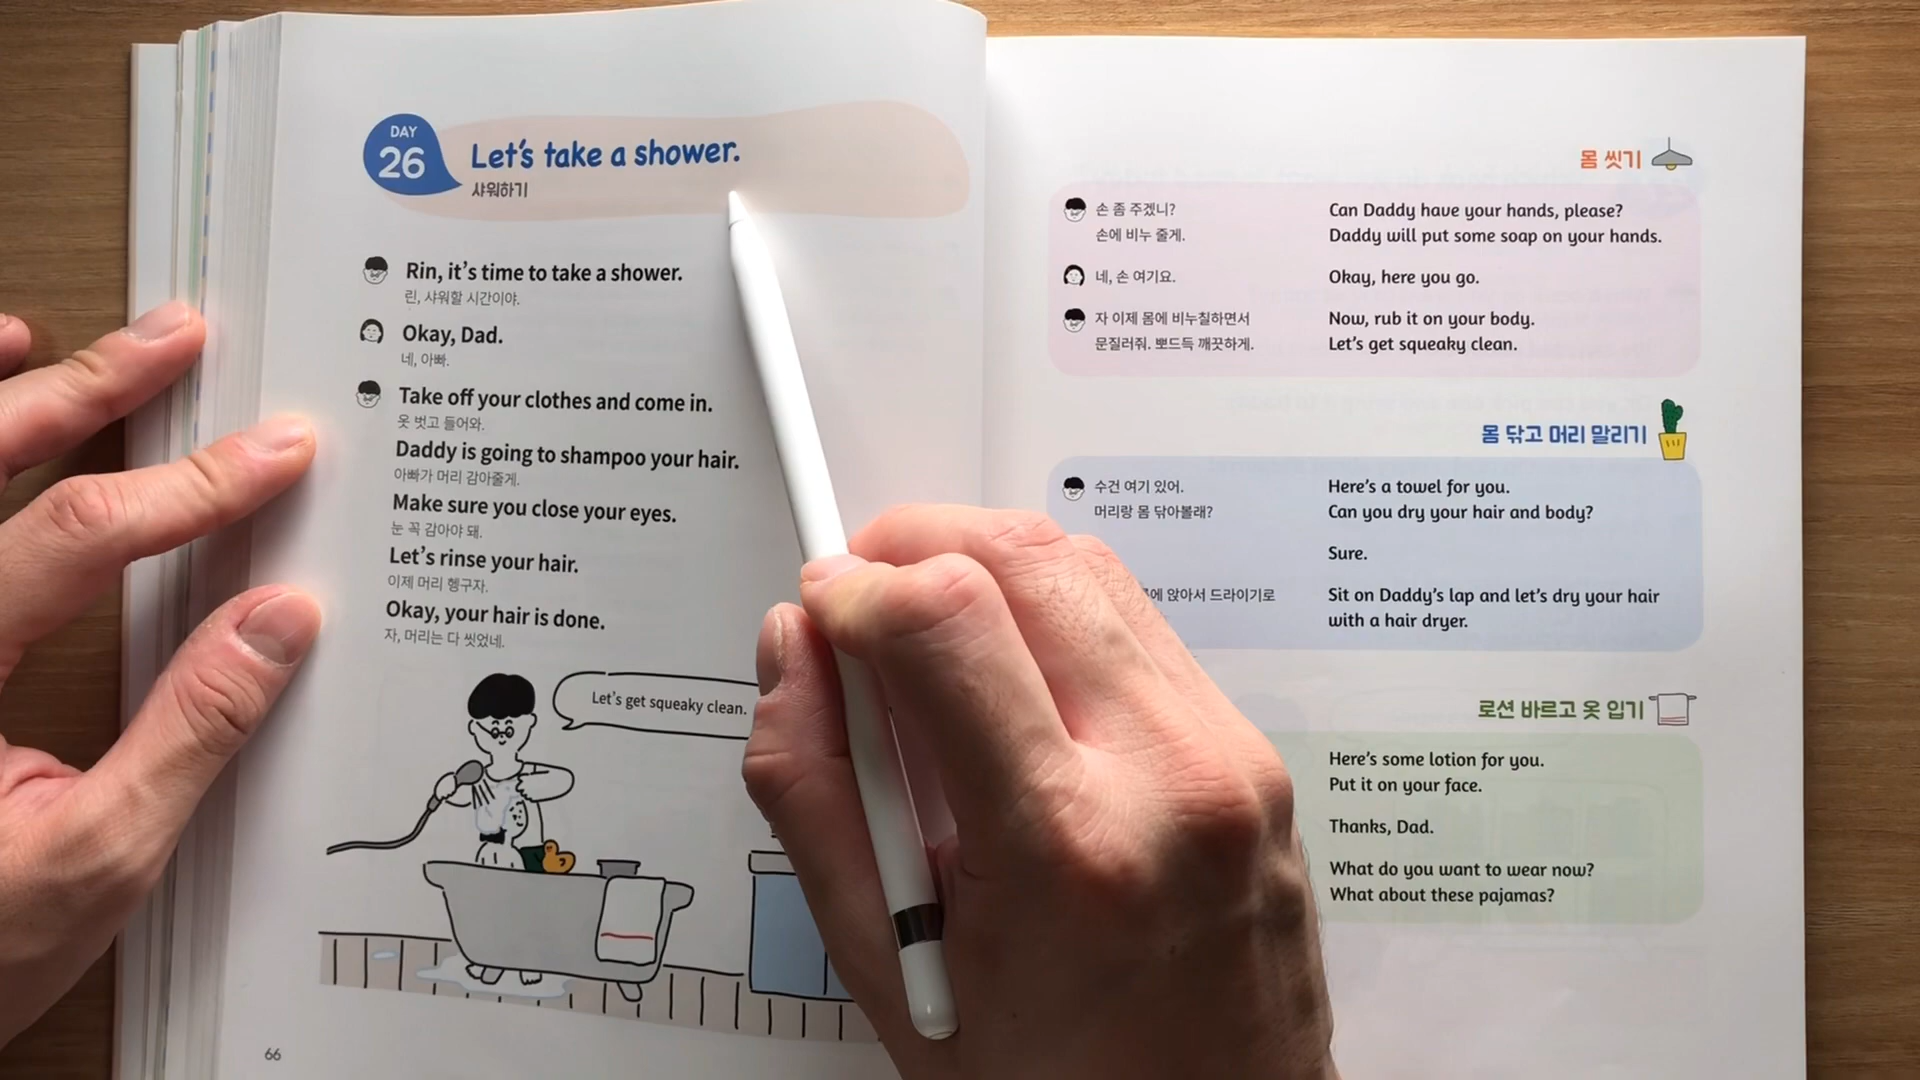 DAY
26
Let's take a shower.
샤워하기
Rin, it's time to take a shower.
린, 샤워할 시간이야.
Okay, Dad.
네, 아빠.
Take off your clothes and come in.
옷 벗고 들어와.
Daddy is going to shampoo your hair.
아빠가 머리 감아줄게.
Make sure you close your eyes.
눈 꼭 감아야 돼.
Let's rinse your hair.
이제 머리 헹구자.
Okay, your hair is done.
자, 머리는 다 씻었네.
Let's get squeaky clean.
66
몸 씻기
손 좀 주겠니? Can Daddy have your hands, please?
손에 비누 줄게. Daddy will put some soap on your hands.
네, 손 여기요. Okay, here you go.
자 이제 몸에 비누칠하면서 Now, rub it on your body.
문질러줘. 뽀드득 깨끗하게. Let's get squeaky clean.
몸 닦고 머리 말리기
수건 여기 있어. Here's a towel for you.
머리랑 몸 닦아볼래? Can you dry your hair and body?
Sure.
앉아서 드라이기로 Sit on Daddy's lap and let's dry your hair
with a hair dryer.
로션 바르고 옷 입기
Here's some lotion for you.
Put it on your face.
Thanks, Dad.
What do you want to wear now?
What about these pajamas?